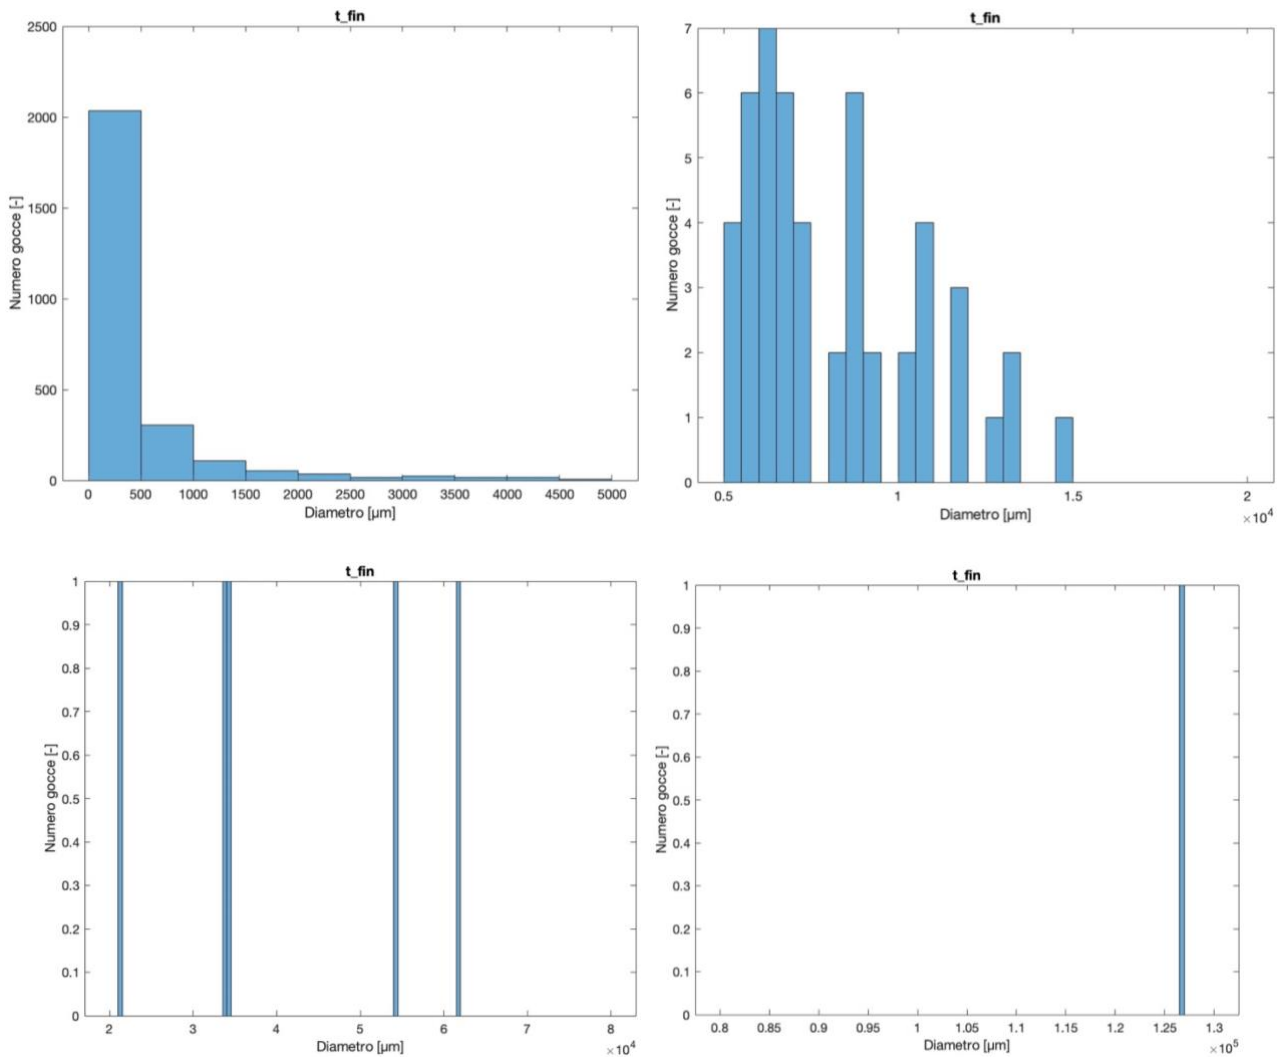 t_fin
2500
2000
1500
1000
500
0
Numero gocce [-]
0 500 1000 1500 2000 2500 3000 3500 4000 4500 5000
Diametro [µm]
t_fin
7
6
5
4
3
2
1
0
Numero gocce [-]
0.5 1 1.5 2
×10⁴
Diametro [µm]
t_fin
1
0.9
0.8
0.7
0.6
0.5
0.4
0.3
0.2
0.1
0
Numero gocce [-]
2 3 4 5 6 7 8
×10⁴
Diametro [µm]
t_fin
1
0.9
0.8
0.7
0.6
0.5
0.4
0.3
0.2
0.1
0
Numero gocce [-]
0.8 0.85 0.9 0.95 1 1.05 1.1 1.15 1.2 1.25 1.3
×10⁵
Diametro [µm]